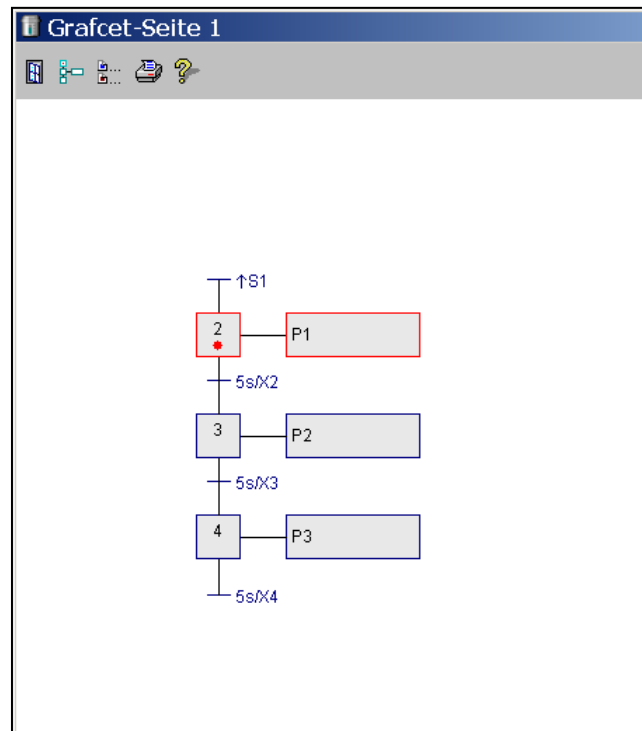 Grafcet-Seite 1
↑S1
2 P1
5s/X2
3 P2
5s/X3
4 P3
5s/X4